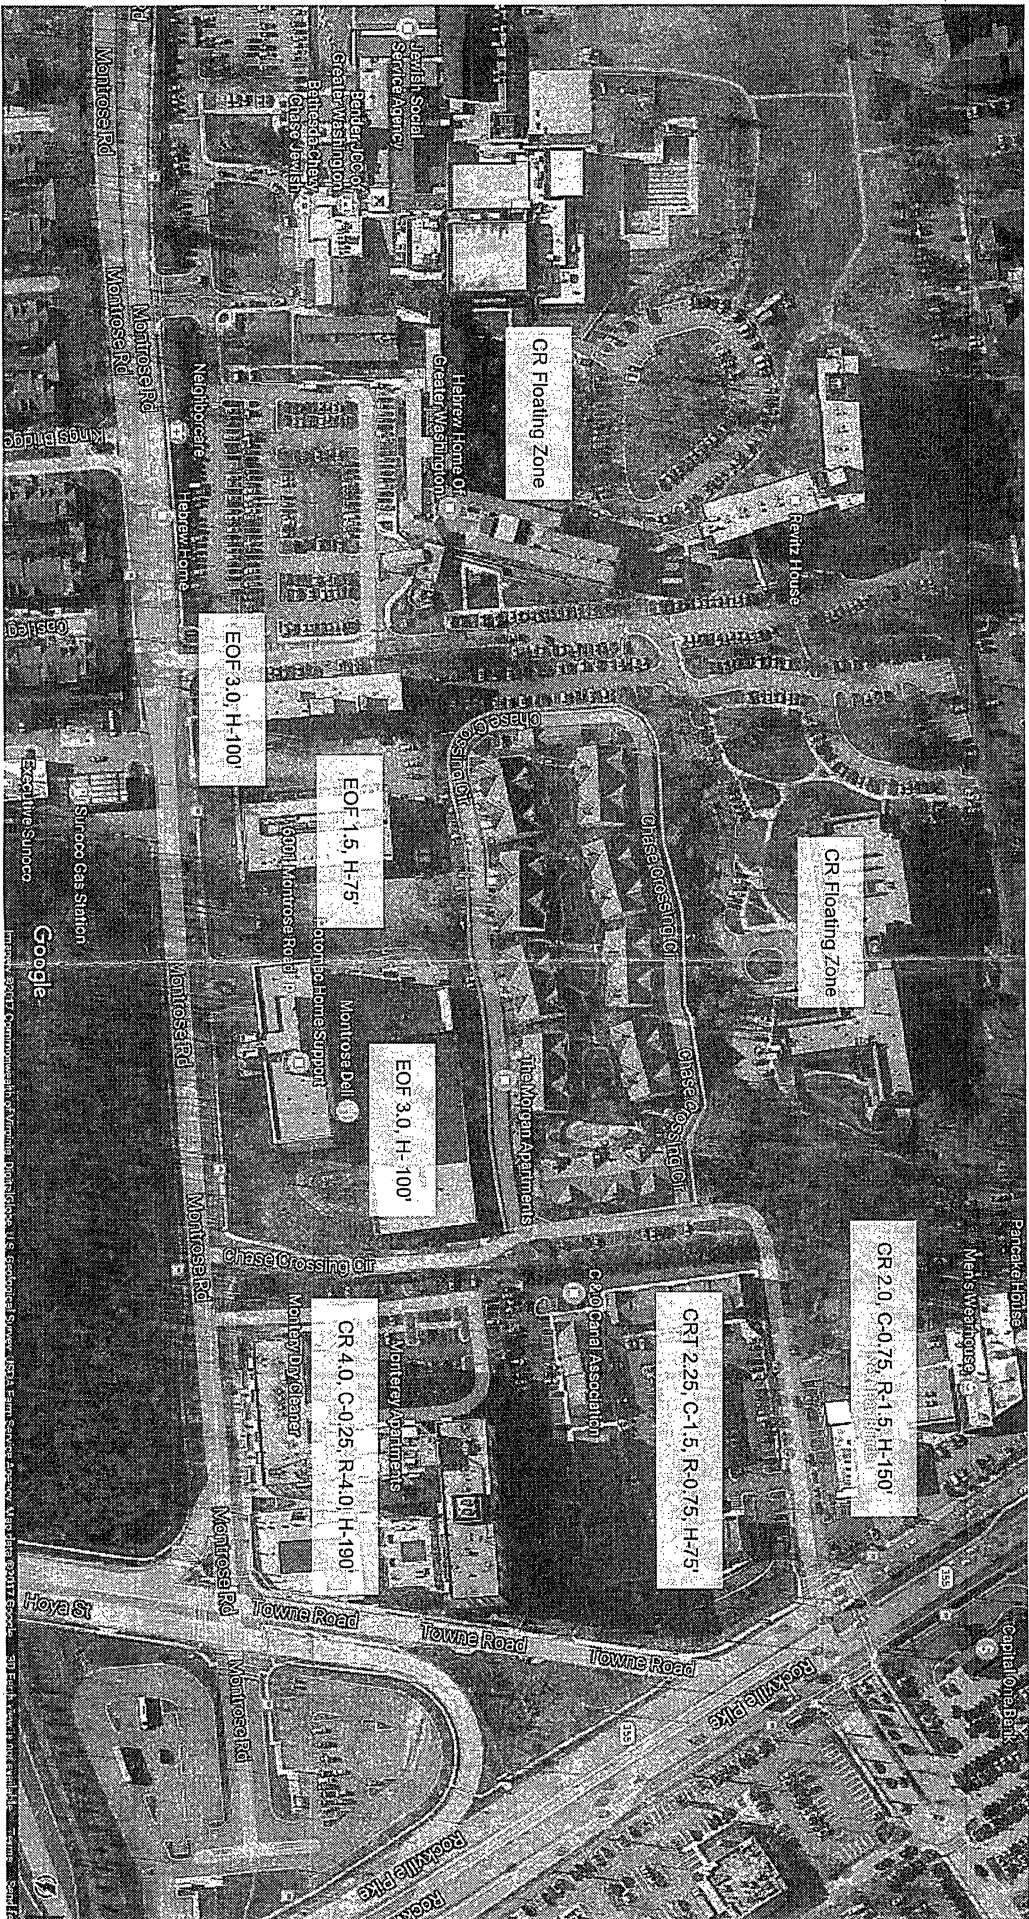 Montrose Rd
Montrose Rd
Montrose Rd
Kings Bridge
Jewish Social
Service Agency
Bender JCC of
Greater Washington
Bethesda Chevy
Chase Jewish
Neighborcare
Hebrew Home
Hebrew Home Of
Greater Washington
CR Floating Zone
Revitz House
EOF 3.0, H-100'
EOF 1.5, H-75'
6001 Montrose Road
Potomac Home Support
Montrose Deli
EOF 3.0, H-100'
Executive Sunoco
Sunoco Gas Station
Google
Montrose Rd
Montrose Rd
Chase Crossing Cir
Chase Crossing Cir
Chase Crossing Cir
Chase Crossing Cir
The Morgan Apartments
CR Floating Zone
Pancake House
Men's Wearhouse
CR 2.0, C-0.75, R-1.5, H-150'
CRT 2.25, C-1.5, R-0.75, H-75'
C&O Canal Association
Monterey Apartments
CR 4.0, C-0.25, R-4.0, H-190'
Monterey Dry Cleaner
Montrose Rd
Montrose Rd
Hoya St
Towne Road
Towne Road
Towne Road
Rockville Pike
Rockville Pike
355
355
Capital One Bank